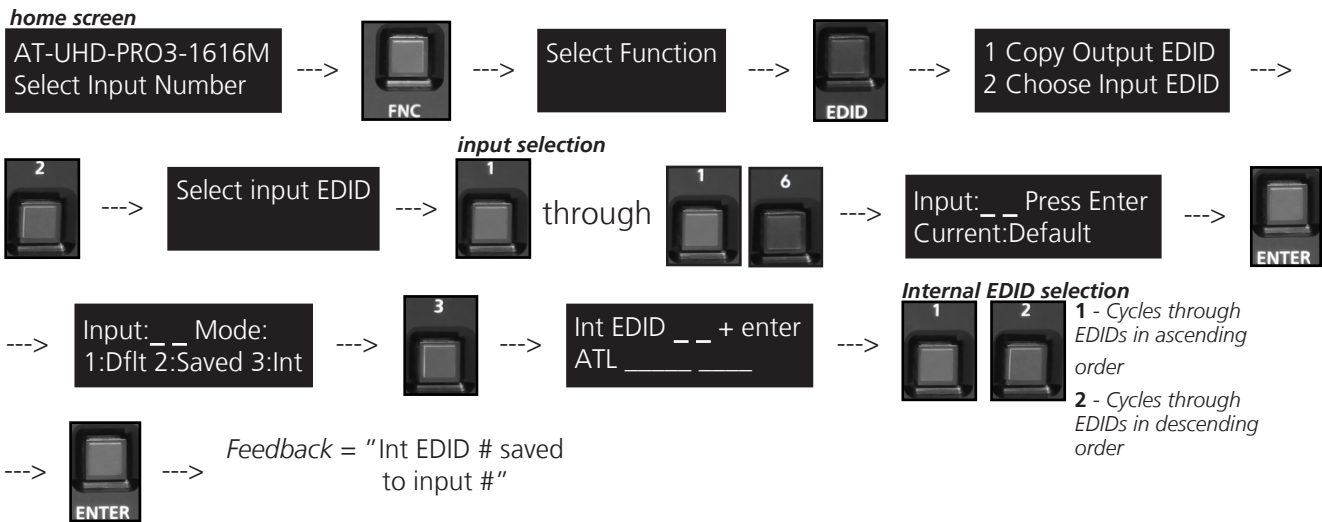 home screen
AT-UHD-PRO3-1616M
Select Input Number
--->
FNC
--->
Select Function
--->
EDID
--->
1 Copy Output EDID
2 Choose Input EDID
--->
2
--->
Select input EDID
--->
input selection
1
through
1 6
--->
Input:_ _ Press Enter
Current:Default
--->
ENTER
--->
Input:_ _ Mode:
1:Dflt 2:Saved 3:Int
--->
3
--->
Int EDID _ _ + enter
ATL _____ ____
--->
Internal EDID selection
1 2
1 - Cycles through
EDIDs in ascending
order
2 - Cycles through
EDIDs in descending
order
--->
ENTER
--->
Feedback = "Int EDID # saved
to input #"